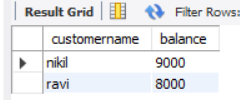 Result Grid Filter Rows:
customername balance
nikil 9000
ravi 8000